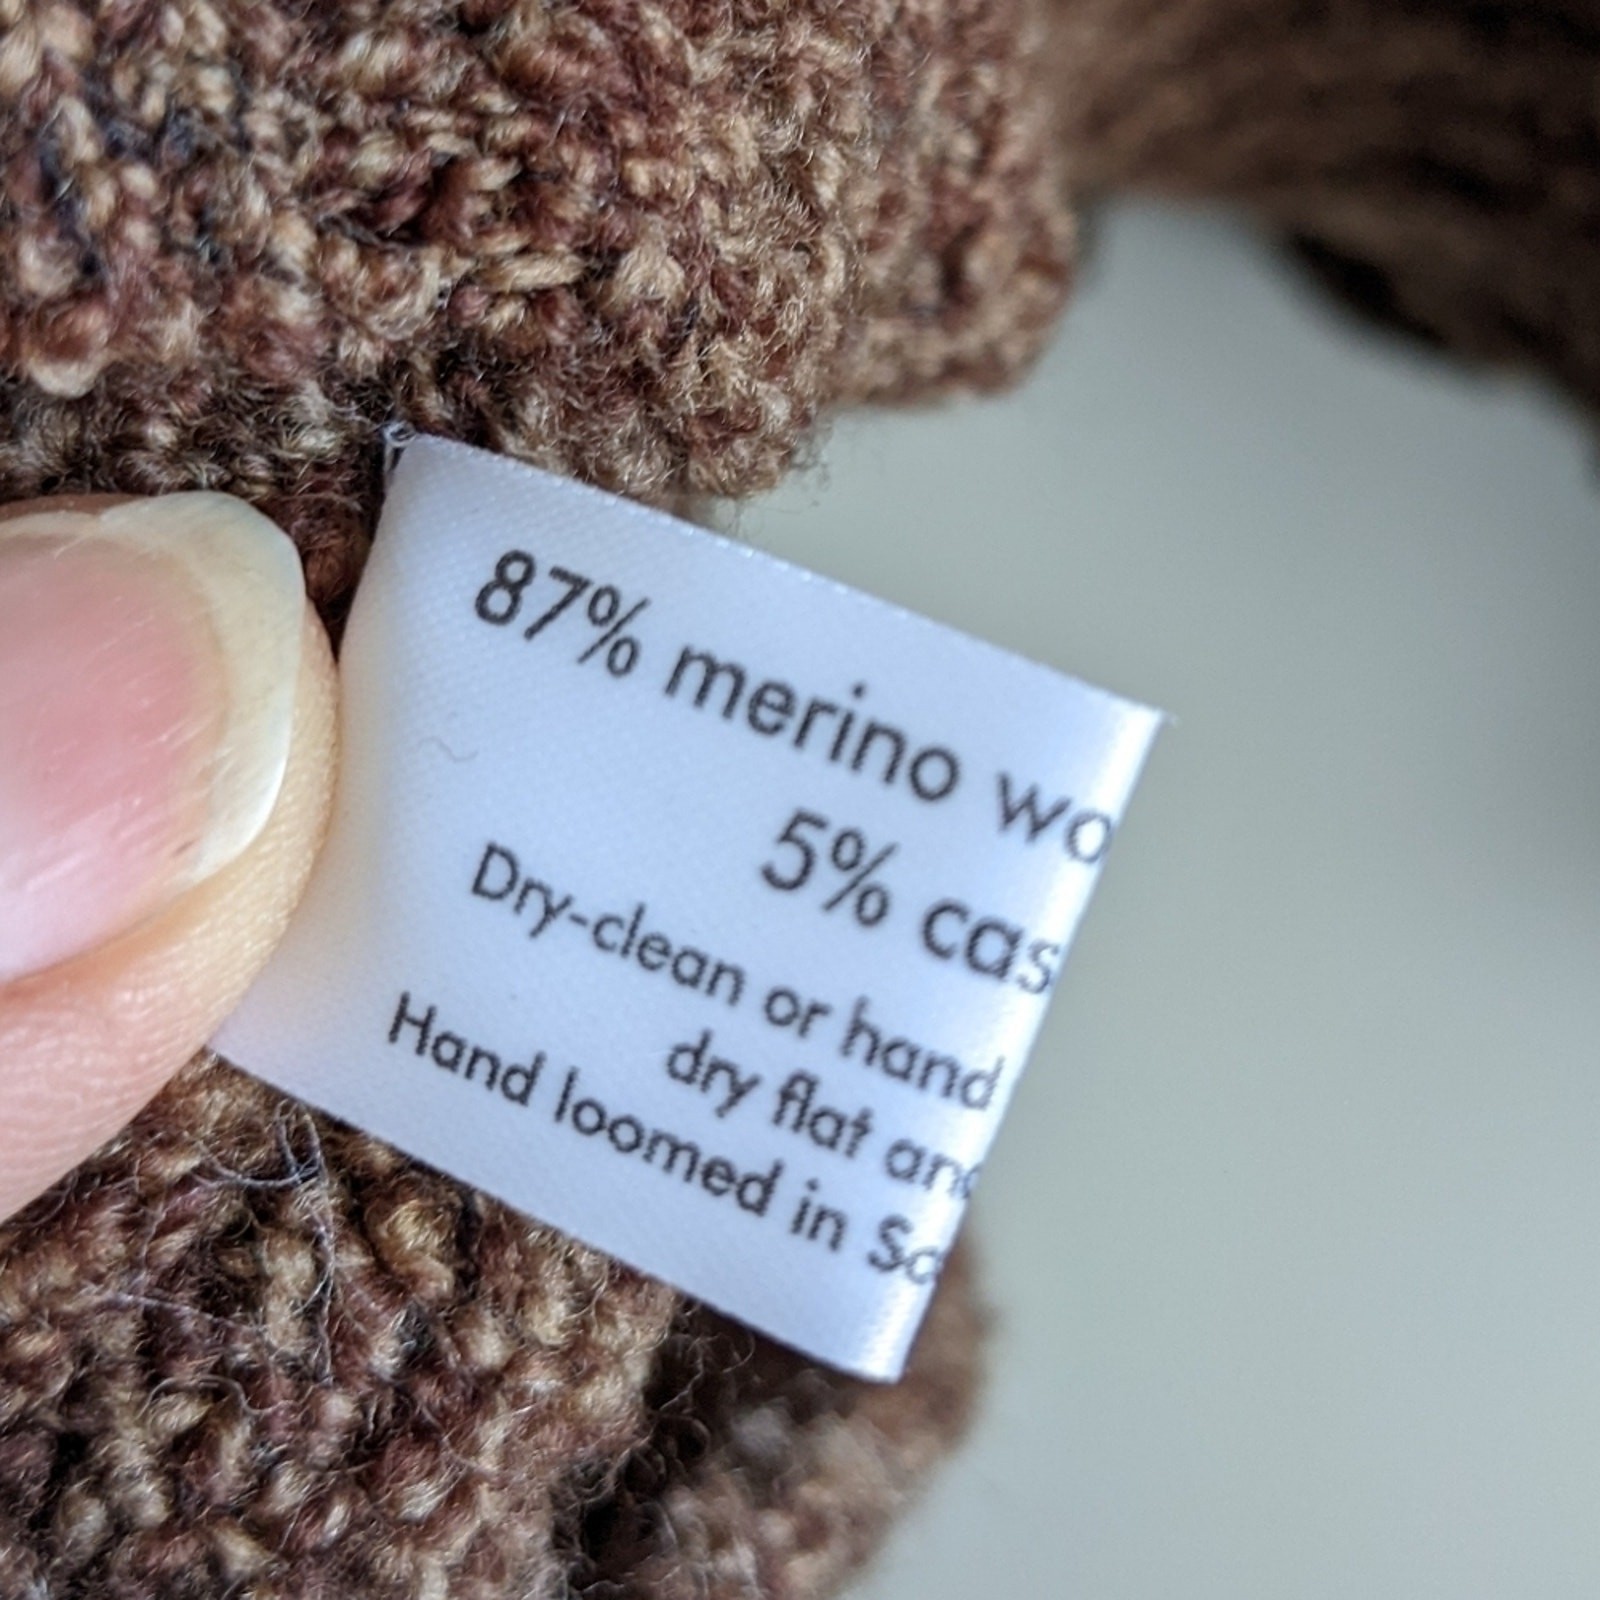 87% merino wo
5% cas
Dry-clean or hand
dry flat and
Hand loomed in Sc